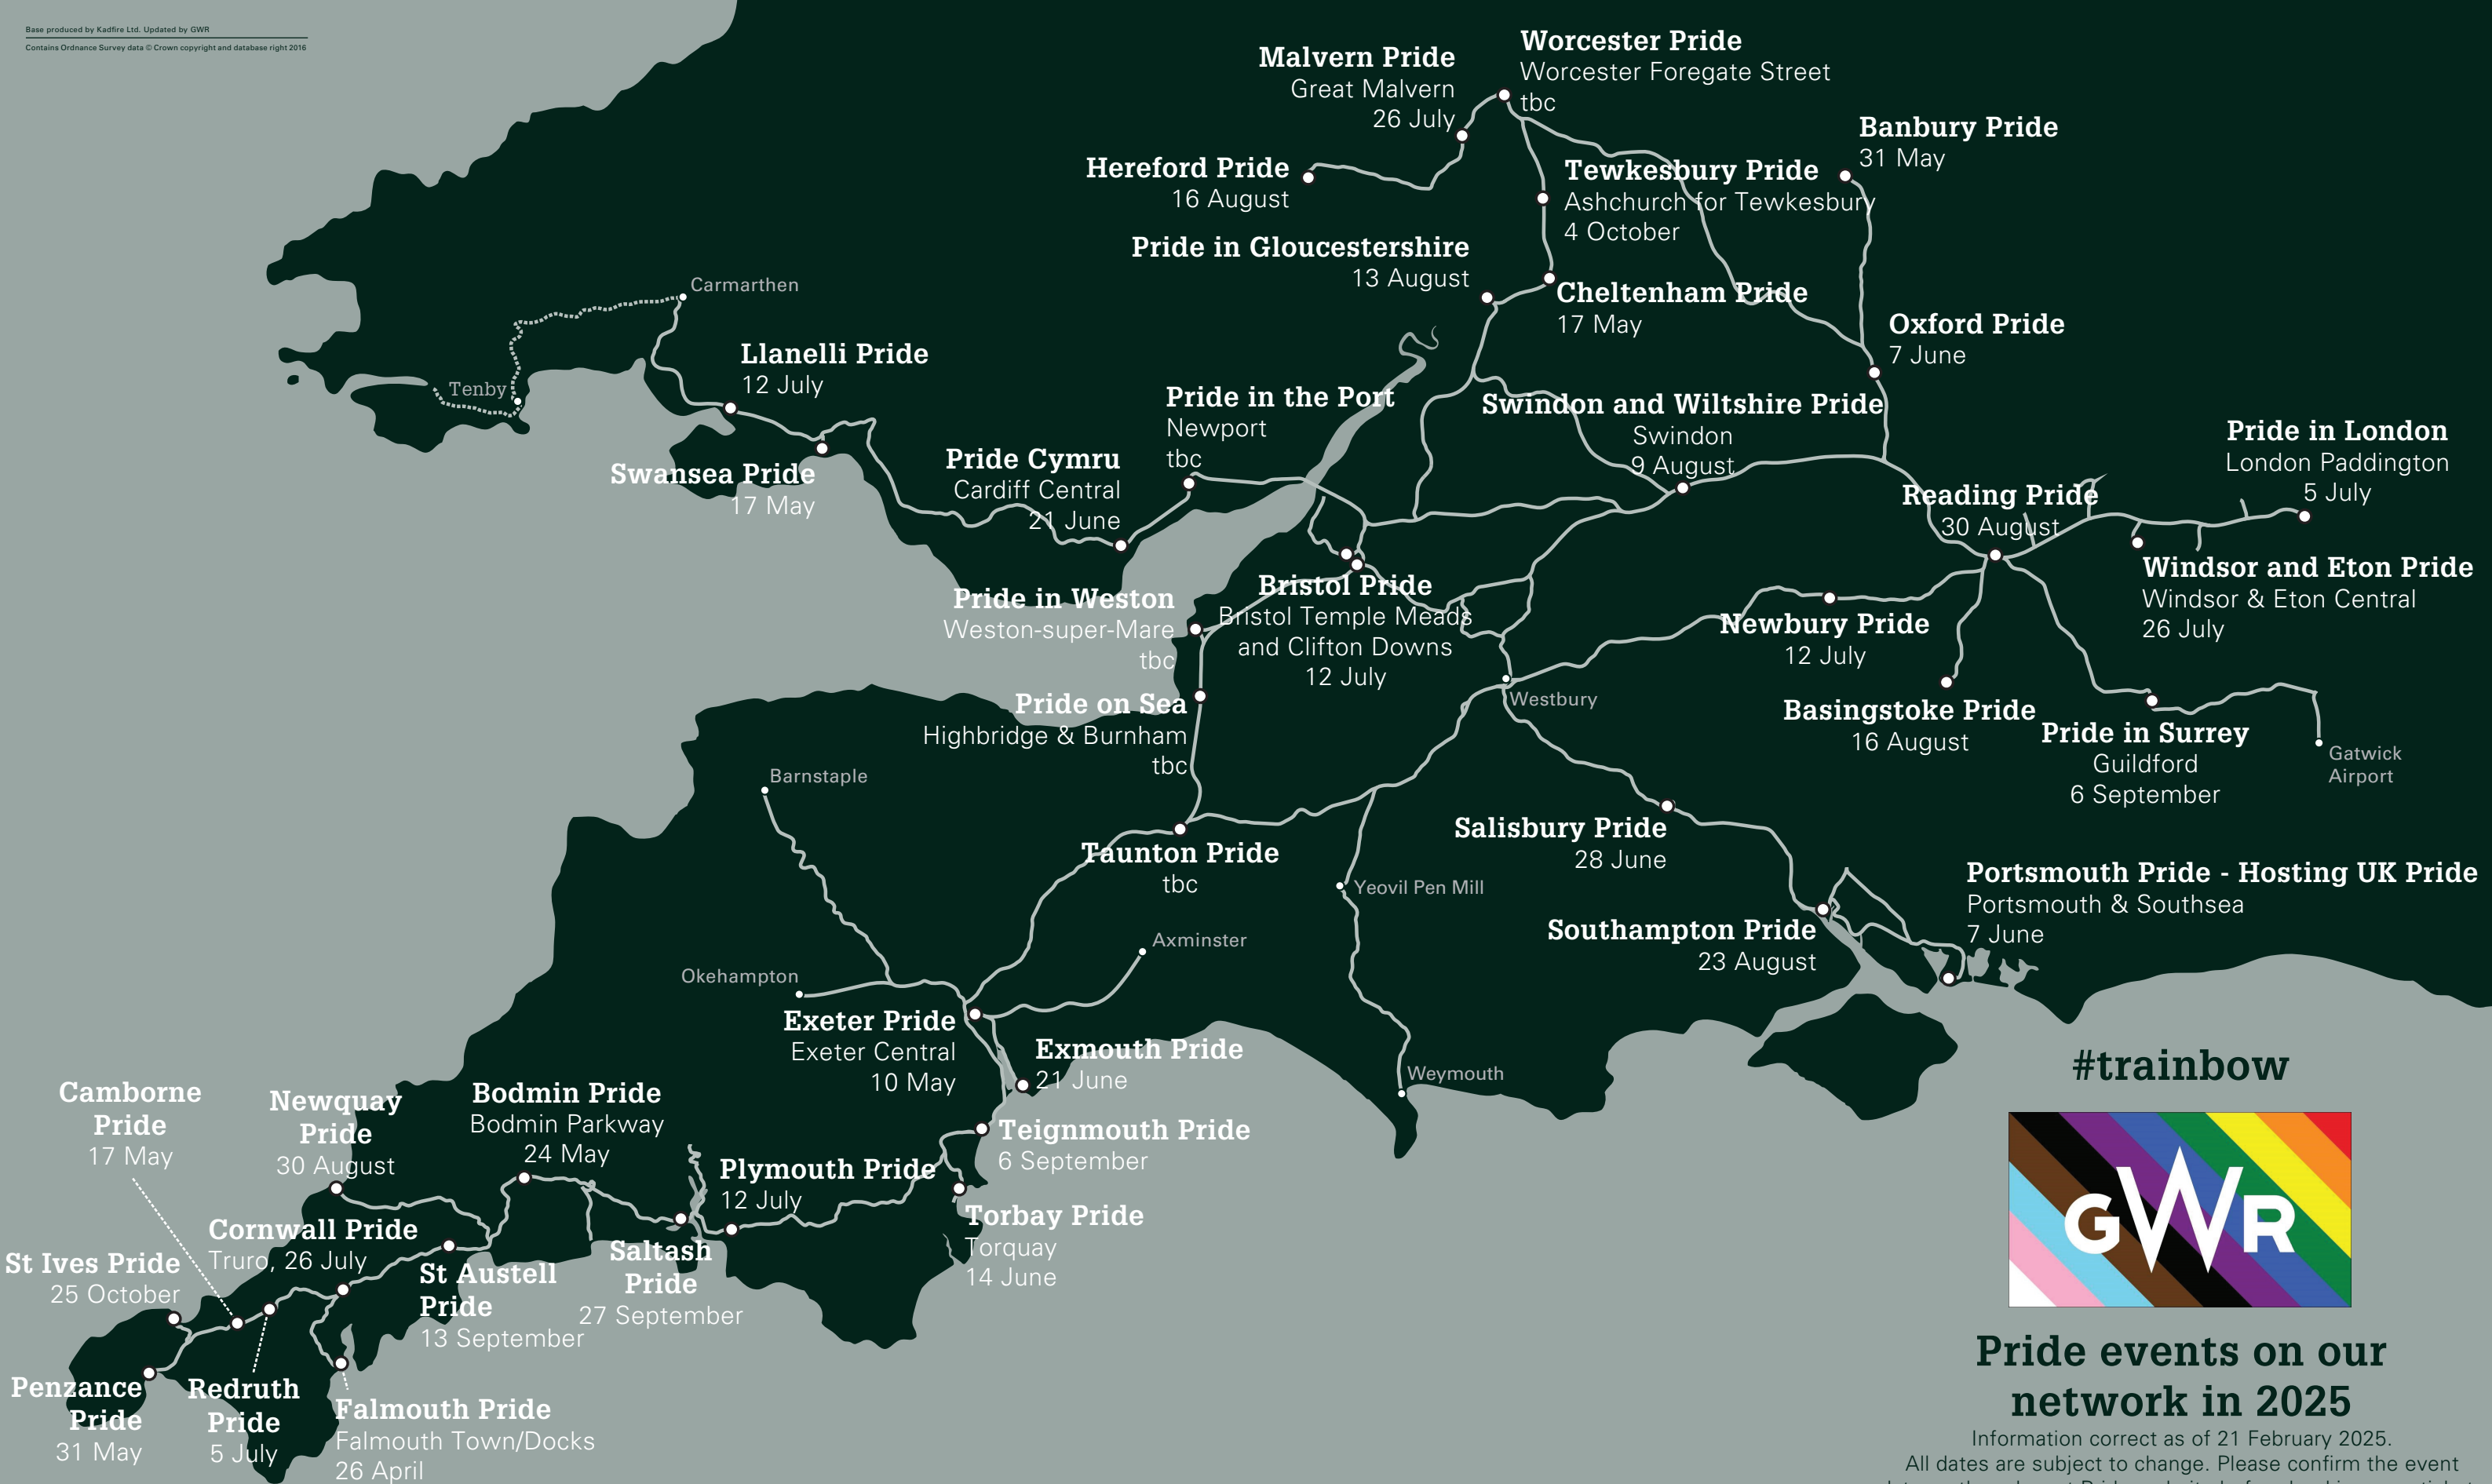 Base produced by Kadfire Ltd. Updated by GWR
Contains Ordnance Survey data © Crown copyright and database right 2016
Malvern Pride
Great Malvern
26 July
Worcester Pride
Worcester Foregate Street
tbc
Banbury Pride
31 May
Hereford Pride
16 August
Tewkesbury Pride
Ashchurch for Tewkesbury
4 October
Pride in Gloucestershire
13 August
Cheltenham Pride
17 May
Oxford Pride
7 June
Carmarthen
Tenby
Llanelli Pride
12 July
Swansea Pride
17 May
Pride Cymru
Cardiff Central
21 June
Pride in the Port
Newport
tbc
Swindon and Wiltshire Pride
Swindon
9 August
Pride in London
London Paddington
5 July
Reading Pride
30 August
Windsor and Eton Pride
Windsor & Eton Central
26 July
Pride in Weston
Weston-super-Mare
tbc
Bristol Pride
Bristol Temple Meads
and Clifton Downs
12 July
Newbury Pride
12 July
Basingstoke Pride
16 August
Pride in Surrey
Guildford
6 September
Gatwick
Airport
Pride on Sea
Highbridge & Burnham
tbc
Westbury
Barnstaple
Taunton Pride
tbc
Salisbury Pride
28 June
Yeovil Pen Mill
Portsmouth Pride - Hosting UK Pride
Portsmouth & Southsea
7 June
Southampton Pride
23 August
Axminster
Okehampton
Exeter Pride
Exeter Central
10 May
Exmouth Pride
21 June
Weymouth
Teignmouth Pride
6 September
Torbay Pride
Torquay
14 June
Plymouth Pride
12 July
Saltash
Pride
27 September
Bodmin Pride
Bodmin Parkway
24 May
Newquay
Pride
30 August
Camborne
Pride
17 May
Cornwall Pride
Truro, 26 July
St Ives Pride
25 October
St Austell
Pride
13 September
Penzance
Pride
31 May
Redruth
Pride
5 July
Falmouth Pride
Falmouth Town/Docks
26 April
#trainbow
GWR
Pride events on our
network in 2025
Information correct as of 21 February 2025.
All dates are subject to change. Please confirm the event